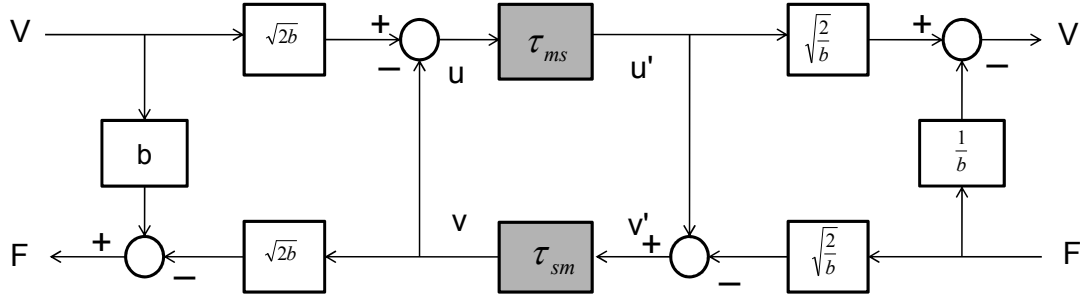 V √2b + − u τms u' √(2/b) + − V
b 1/b
F + − √2b v τsm v' + − √(2/b) F